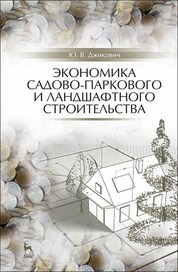 Ю. В. Джикович
ЭКОНОМИКА
САДОВО-ПАРКОВОГО
И ЛАНДШАФТНОГО
СТРОИТЕЛЬСТВА